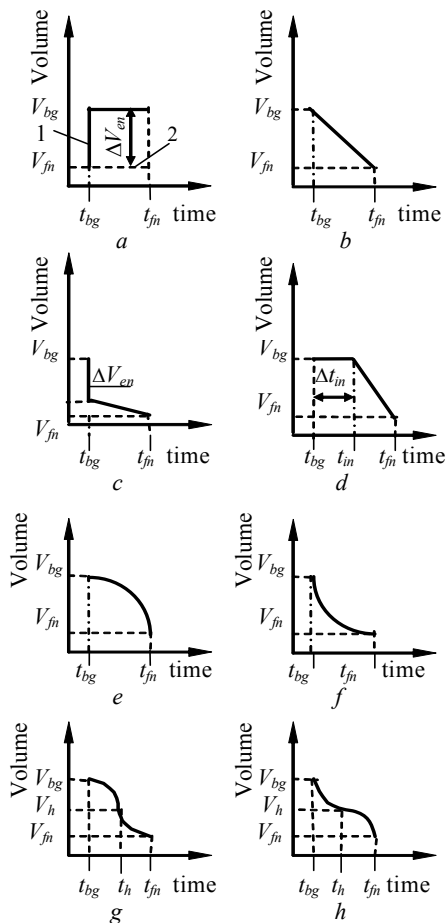 Volume
V_bg
1
ΔV_en
2
V_fn
t_bg t_fn time
a
Volume
V_bg
V_fn
t_bg t_fn time
b
Volume
V_bg
ΔV_en
V_fn
t_bg t_fn time
c
Volume
V_bg
Δt_in
V_fn
t_bg t_in t_fn time
d
Volume
V_bg
V_fn
t_bg t_fn time
e
Volume
V_bg
V_fn
t_bg t_fn time
f
Volume
V_bg
V_h
V_fn
t_bg t_h t_fn time
g
Volume
V_bg
V_h
V_fn
t_bg t_h t_fn time
h